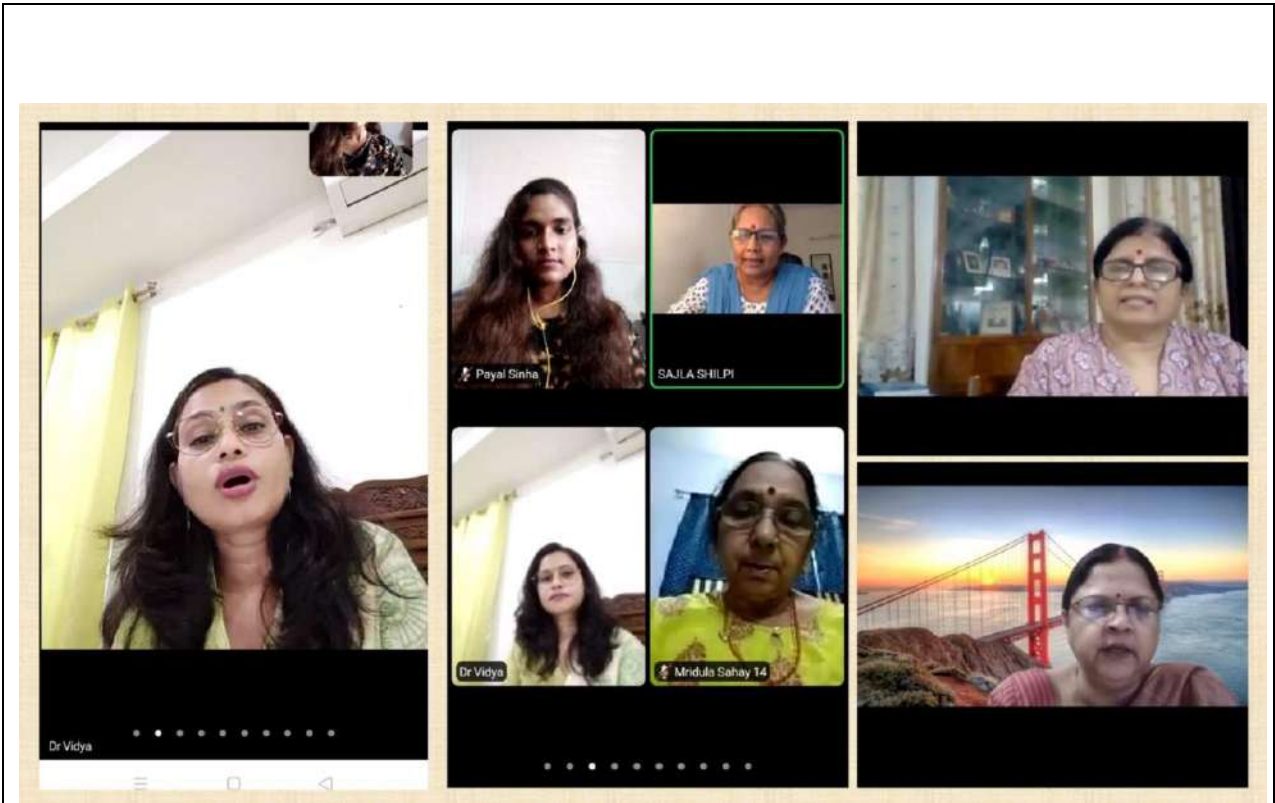 Dr Vidya
Payal Sinha
SAJLA SHILPI
Dr Vidya
Mridula Sahay 14